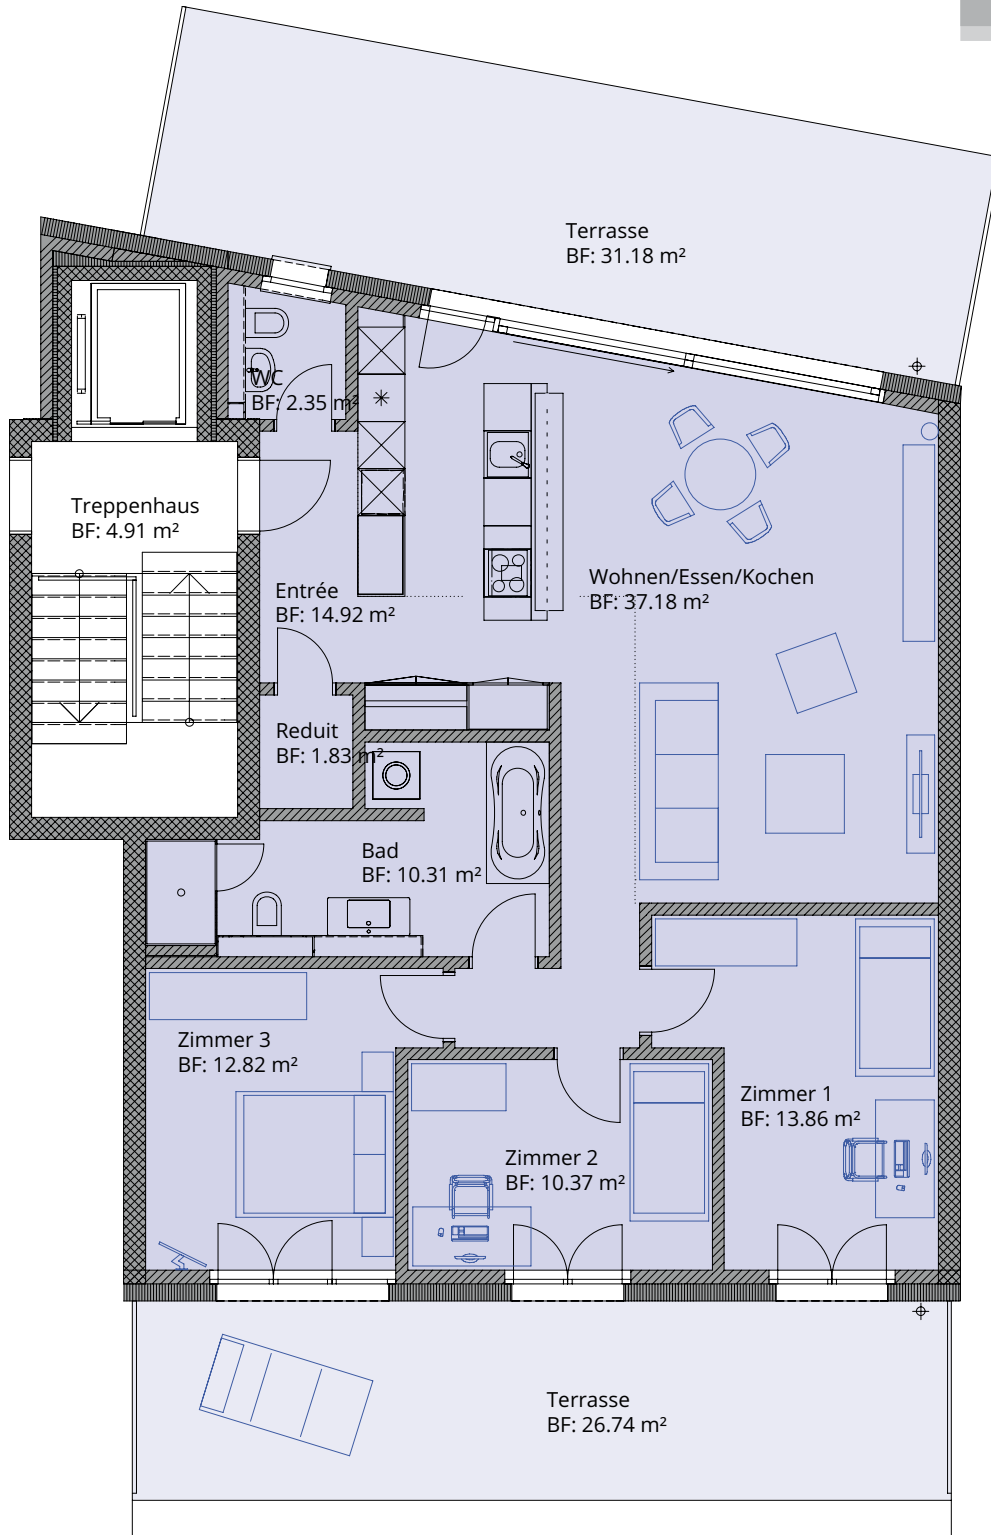 Terrasse
BF: 31.18 m²
WC
BF: 2.35 m²
Treppenhaus
BF: 4.91 m²
Entrée
BF: 14.92 m²
Wohnen/Essen/Kochen
BF: 37.18 m²
Reduit
BF: 1.83 m²
Bad
BF: 10.31 m²
Zimmer 3
BF: 12.82 m²
Zimmer 1
BF: 13.86 m²
Zimmer 2
BF: 10.37 m²
Terrasse
BF: 26.74 m²